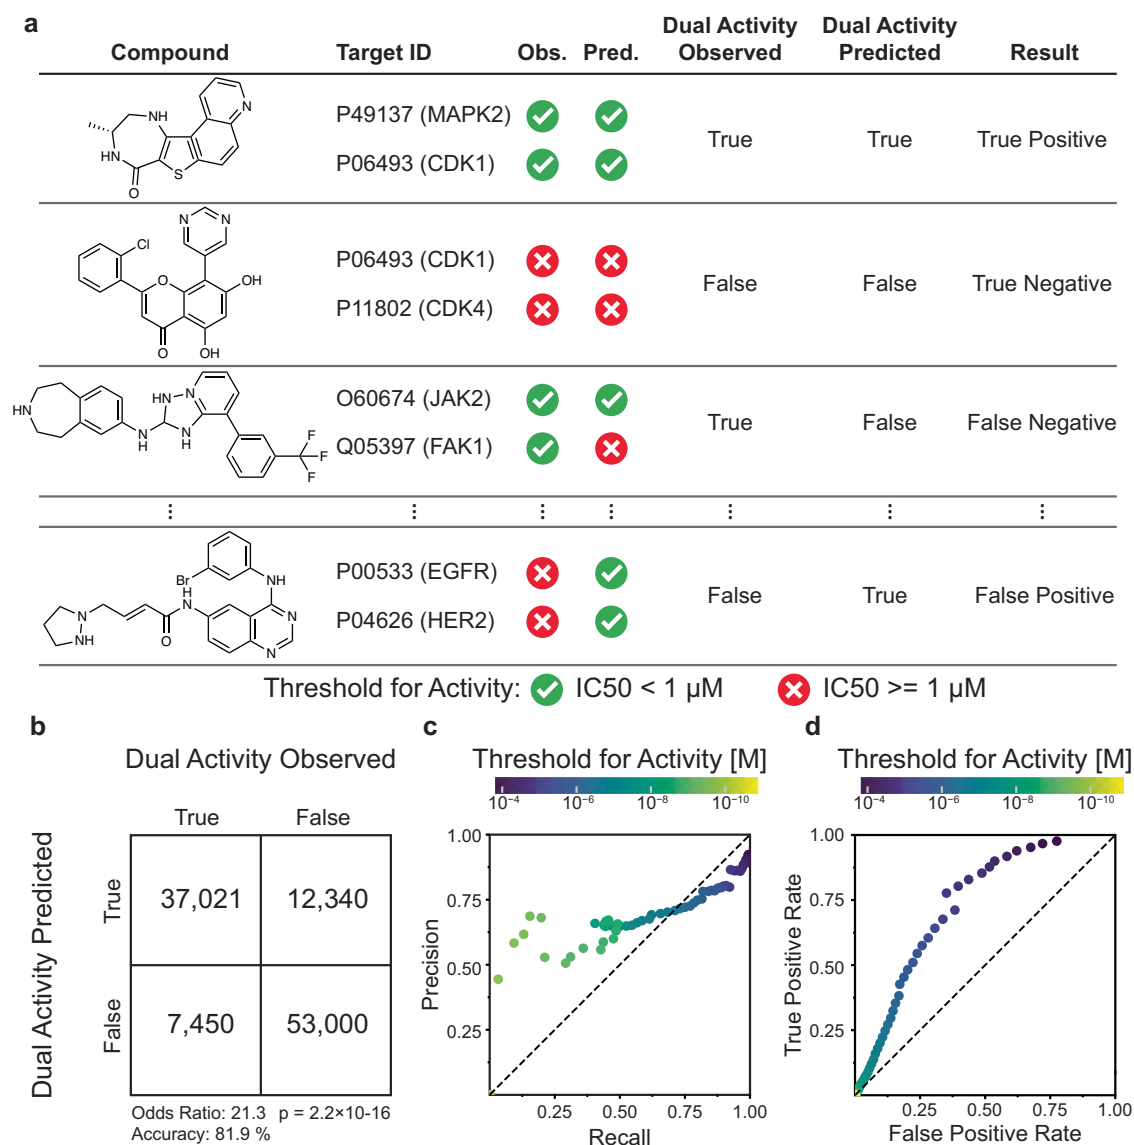 a
Dual Activity Dual Activity
Compound Target ID Obs. Pred. Observed Predicted Result
NH
N
HN
S
O
P49137 (MAPK2)
P06493 (CDK1)
True True True Positive
N N
Cl
O
OH
O OH
P06493 (CDK1)
P11802 (CDK4)
False False True Negative
HN
HN N
N
H
N
H
F
F
F
O60674 (JAK2)
Q05397 (FAK1)
True False False Negative
Br
H
N
NH
N
N
N
NH
O
P00533 (EGFR)
P04626 (HER2)
False True False Positive
Threshold for Activity: IC50 < 1 µM IC50 >= 1 µM
b
Dual Activity Observed
True False
Dual Activity Predicted
True
37,021 12,340
False
7,450 53,000
Odds Ratio: 21.3 p = 2.2×10-16
Accuracy: 81.9 %
c
Threshold for Activity [M]
10⁻⁴ 10⁻⁶ 10⁻⁸ 10⁻¹⁰
1.00
0.75
0.50
0.25
Precision
0.25 0.50 0.75 1.00
Recall
d
Threshold for Activity [M]
10⁻⁴ 10⁻⁶ 10⁻⁸ 10⁻¹⁰
1.00
0.75
0.50
0.25
True Positive Rate
0.25 0.50 0.75 1.00
False Positive Rate